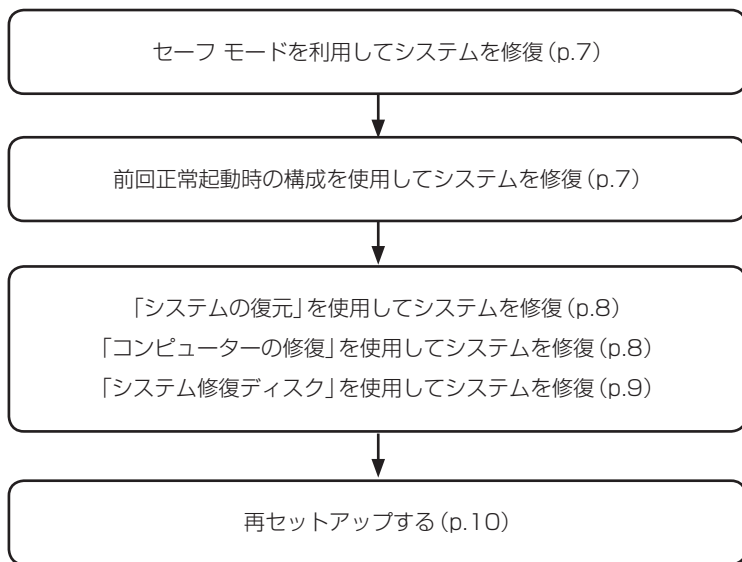 セーフ モードを利用してシステムを修復(p.7)
前回正常起動時の構成を使用してシステムを修復(p.7)
「システムの復元」を使用してシステムを修復(p.8)
「コンピューターの修復」を使用してシステムを修復(p.8)
「システム修復ディスク」を使用してシステムを修復(p.9)
再セットアップする(p.10)